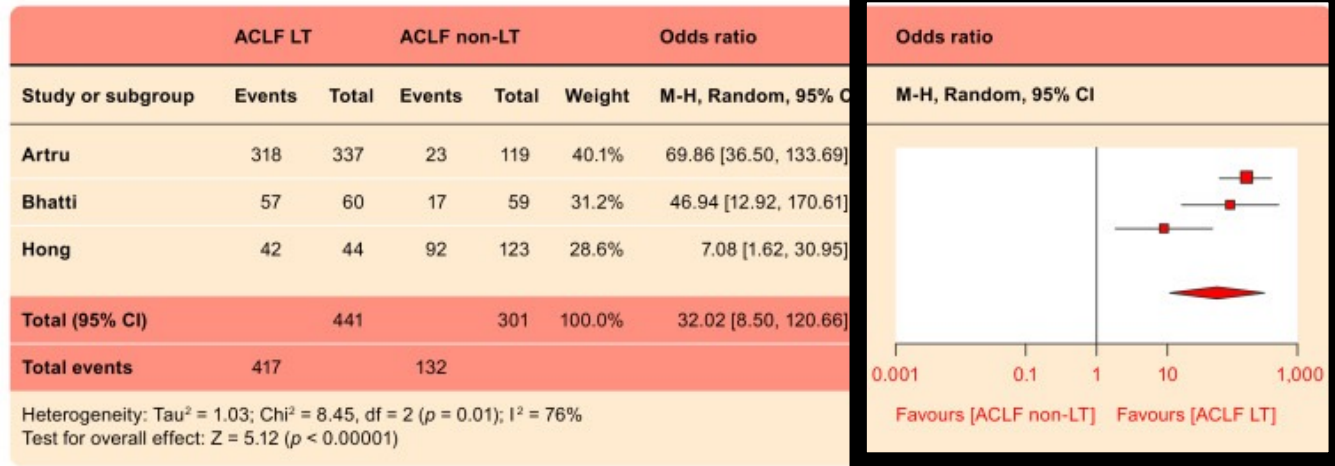 ACLF LT ACLF non-LT Odds ratio Odds ratio
Study or subgroup Events Total Events Total Weight M-H, Random, 95% C M-H, Random, 95% CI
Artru 318 337 23 119 40.1% 69.86 [36.50, 133.69]
Bhatti 57 60 17 59 31.2% 46.94 [12.92, 170.61]
Hong 42 44 92 123 28.6% 7.08 [1.62, 30.95]
Total (95% CI) 441 301 100.0% 32.02 [8.50, 120.66]
Total events 417 132
0.001 0.1 1 10 1,000
Favours [ACLF non-LT] Favours [ACLF LT]
Heterogeneity: Tau² = 1.03; Chi² = 8.45, df = 2 (p = 0.01); I² = 76%
Test for overall effect: Z = 5.12 (p < 0.00001)